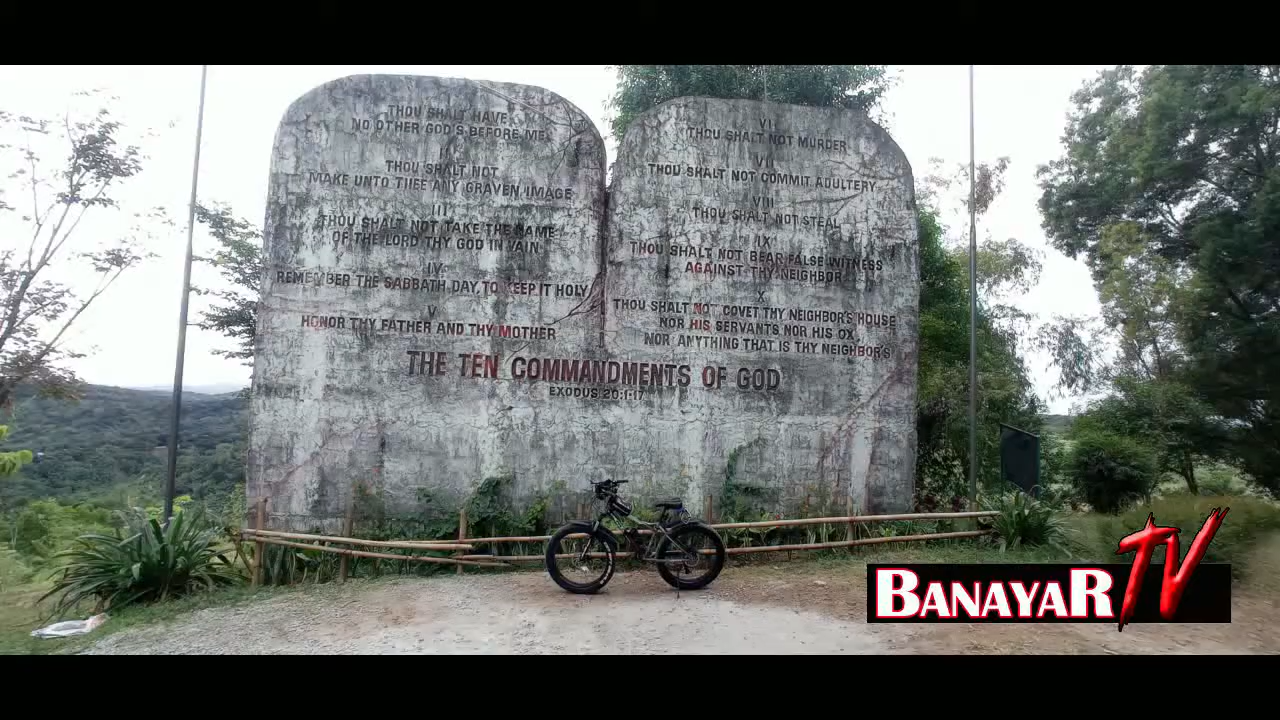 THOU SHALT HAVE
NO OTHER GOD'S BEFORE ME
II
THOU SHALT NOT
MAKE UNTO THEE ANY GRAVEN IMAGE
III
THOU SHALT NOT TAKE THE NAME
OF THE LORD THY GOD IN VAIN
IV
REMEMBER THE SABBATH DAY, TO KEEP IT HOLY
V
HONOR THY FATHER AND THY MOTHER
VI
THOU SHALT NOT MURDER
VII
THOU SHALT NOT COMMIT ADULTERY
VIII
THOU SHALT NOT STEAL
IX
THOU SHALT NOT BEAR FALSE WITNESS
AGAINST THY NEIGHBOR
X
THOU SHALT NOT COVET THY NEIGHBOR'S HOUSE
NOR HIS SERVANTS NOR HIS OX,
NOR ANYTHING THAT IS THY NEIGHBOR'S
THE TEN COMMANDMENTS OF GOD
EXODUS 20:1-17
BANAYAR TV